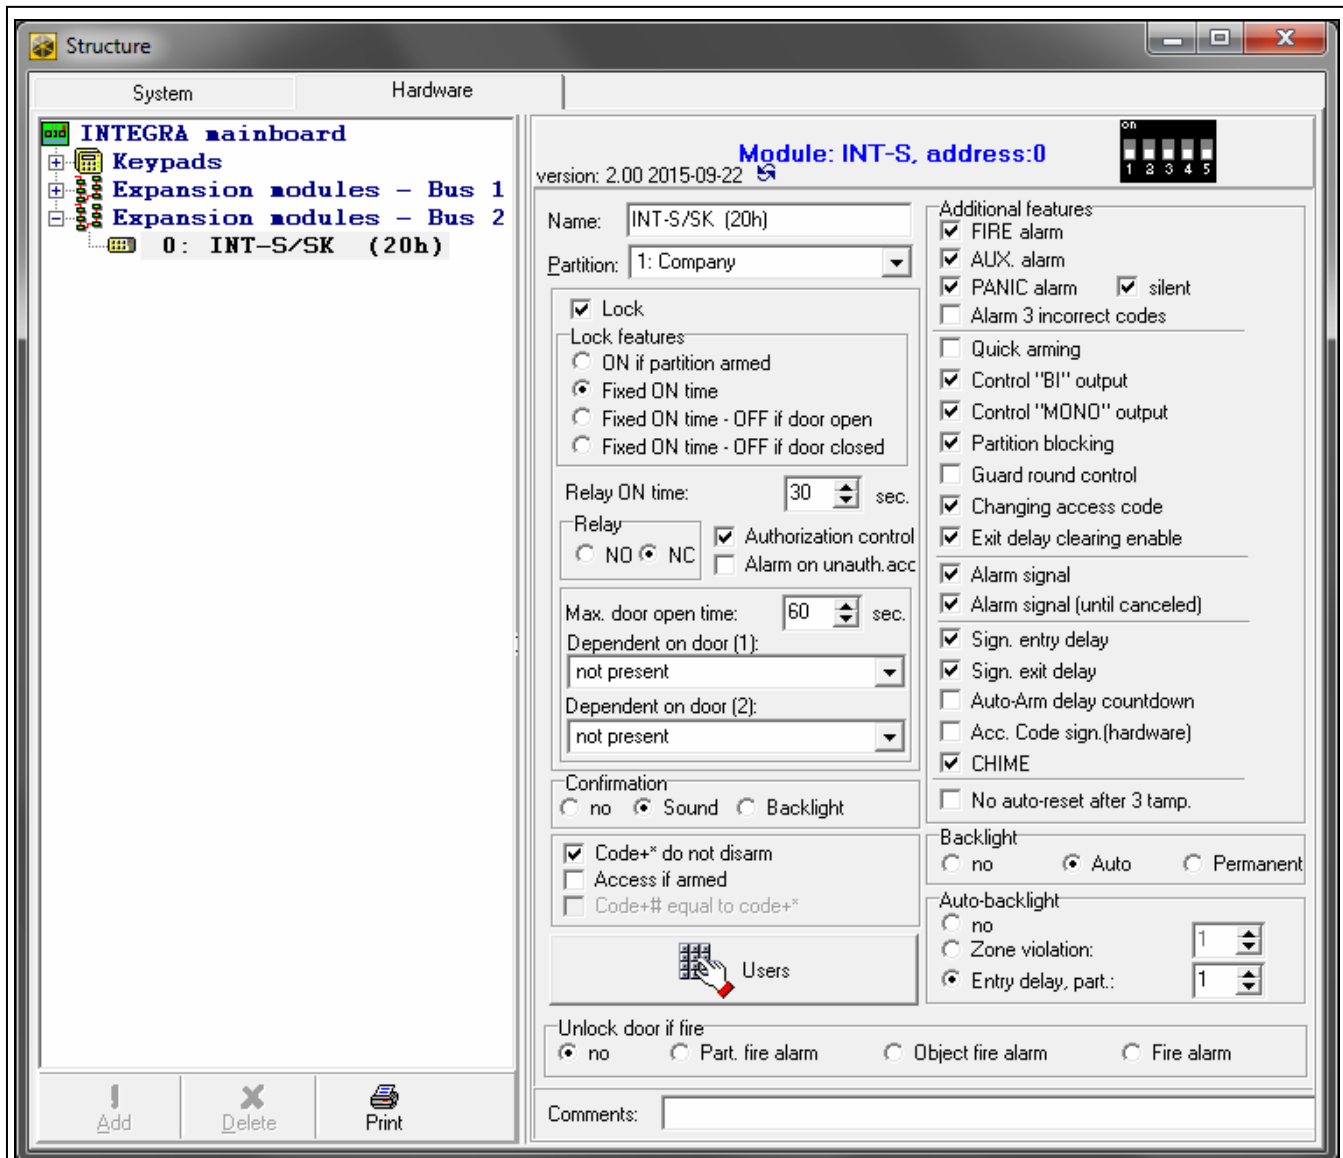 Structure
System
Hardware
INTEGRA mainboard
Keypads
Expansion modules - Bus 1
Expansion modules - Bus 2
0: INT-S/SK (20h)
Add
Delete
Print
Module: INT-S, address:0
version: 2.00 2015-09-22
on
1 2 3 4 5
Name: INT-S/SK (20h)
Partition: 1: Company
Lock
Lock features
ON if partition armed
Fixed ON time
Fixed ON time - OFF if door open
Fixed ON time - OFF if door closed
Relay ON time: 30 sec.
Relay
NO NC
Authorization control
Alarm on unauth.acc
Max. door open time: 60 sec.
Dependent on door (1):
not present
Dependent on door (2):
not present
Confirmation
no Sound Backlight
Code+* do not disarm
Access if armed
Code+# equal to code+*
Users
Additional features
FIRE alarm
AUX. alarm
PANIC alarm silent
Alarm 3 incorrect codes
Quick arming
Control "BI" output
Control "MONO" output
Partition blocking
Guard round control
Changing access code
Exit delay clearing enable
Alarm signal
Alarm signal (until canceled)
Sign. entry delay
Sign. exit delay
Auto-Arm delay countdown
Acc. Code sign.(hardware)
CHIME
No auto-reset after 3 tamp.
Backlight
no Auto Permanent
Auto-backlight
no
Zone violation: 1
Entry delay, part.: 1
Unlock door if fire
no Part. fire alarm Object fire alarm Fire alarm
Comments: